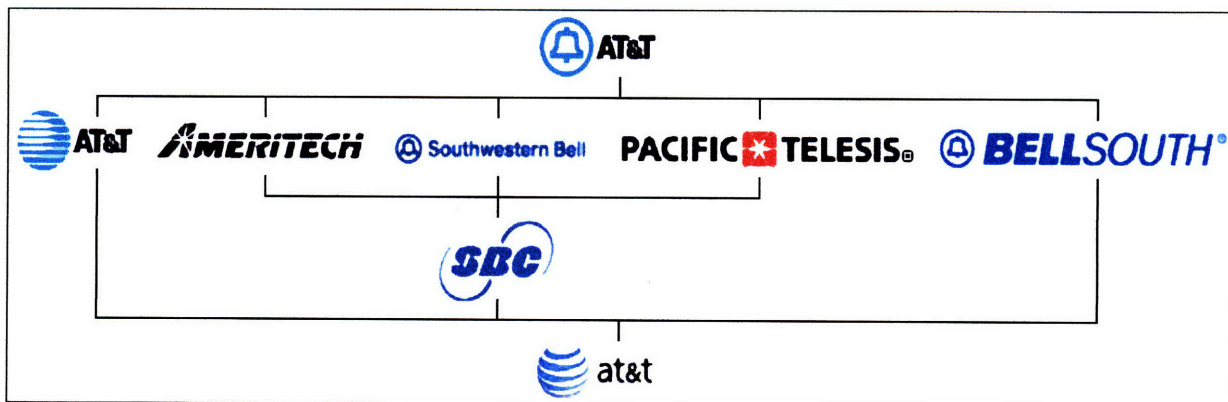 AT&T
AT&T AMERITECH Southwestern Bell PACIFIC TELESIS BELLSOUTH®
SBC
at&t